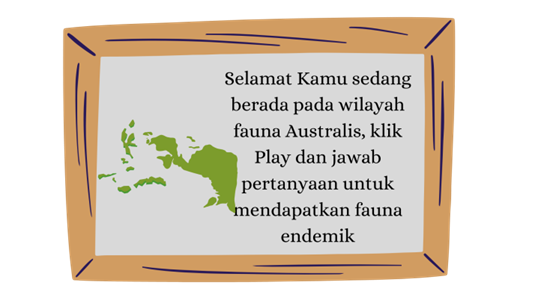 Selamat Kamu sedang
berada pada wilayah
fauna Australis, klik
Play dan jawab
pertanyaan untuk
mendapatkan fauna
endemik